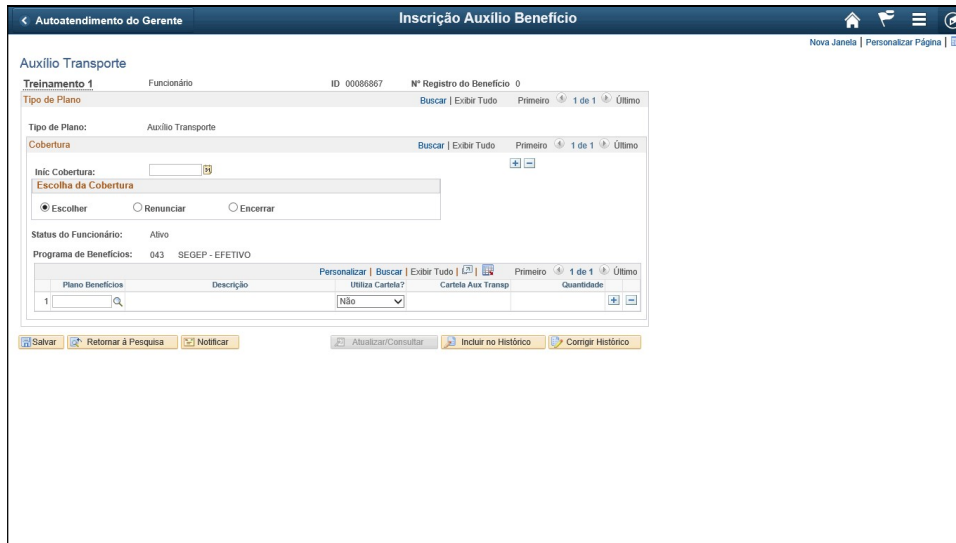 Autoatendimento do Gerente
Inscrição Auxílio Benefício
Nova Janela | Personalizar Página |
Auxílio Transporte
Treinamento 1 Funcionário ID 00086867 Nº Registro do Benefício 0
Tipo de Plano Buscar | Exibir Tudo Primeiro 1 de 1 Último
Tipo de Plano: Auxílio Transporte
Cobertura Buscar | Exibir Tudo Primeiro 1 de 1 Último
Iníc Cobertura:
Escolha da Cobertura
Escolher Renunciar Encerrar
Status do Funcionário: Ativo
Programa de Benefícios: 043 SEGEP - EFETIVO
Personalizar | Buscar | Exibir Tudo | | Primeiro 1 de 1 Último
Plano Benefícios Descrição Utiliza Cartela? Cartela Aux Transp Quantidade
1 Não
Salvar Retornar á Pesquisa Notificar Atualizar/Consultar Incluir no Histórico Corrigir Histórico